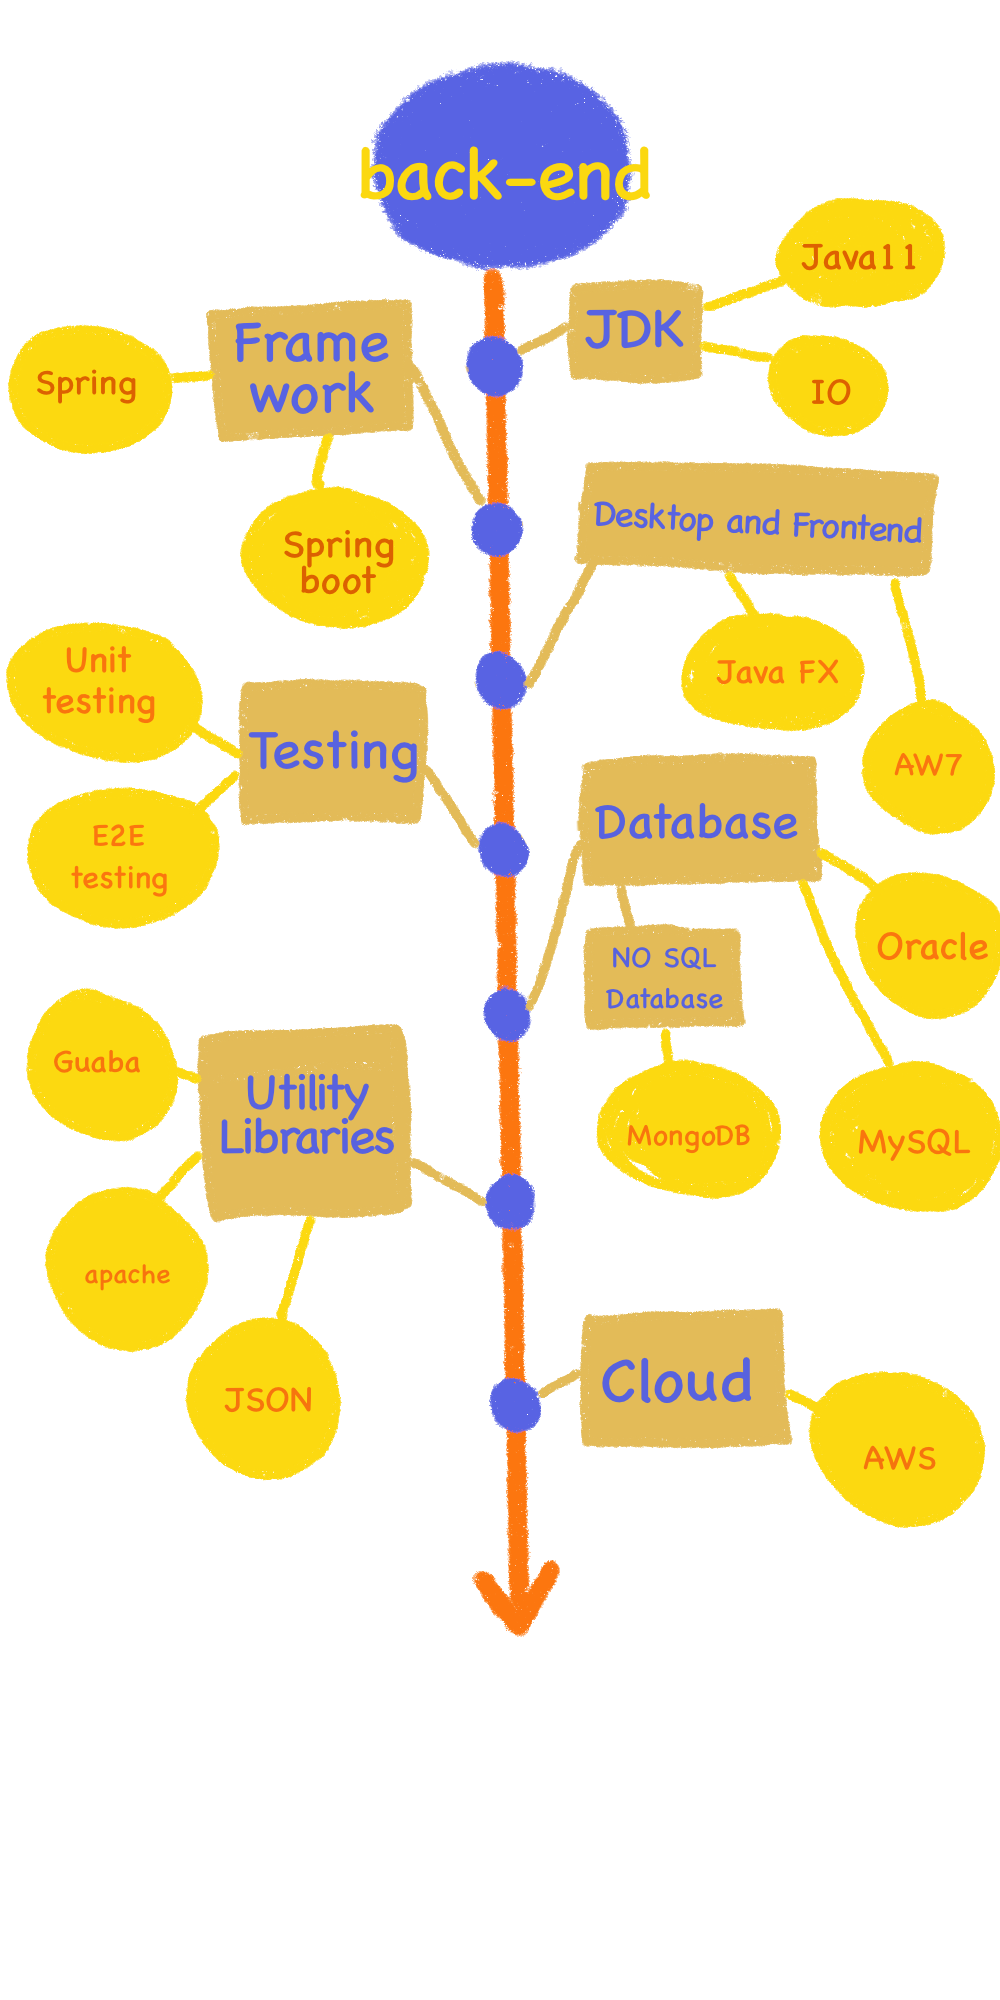 back-end
Java11
JDK
IO
Frame
work
Spring
Spring
boot
Desktop and Frontend
Java FX
AW7
Unit
testing
Testing
E2E
testing
Database
Oracle
NO SQL
Database
MongoDB
MySQL
Guaba
Utility
Libraries
apache
JSON
Cloud
AWS